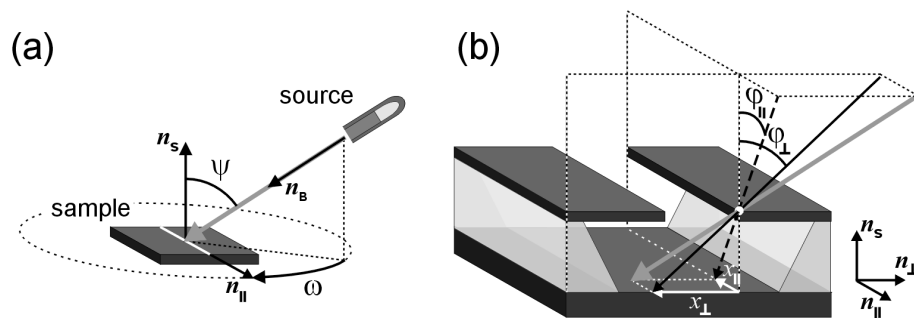 (a)
source
n_S
ψ
n_B
sample
n_||
ω
(b)
φ_||
φ_⊥
x_||
x_⊥
n_S
n_⊥
n_||